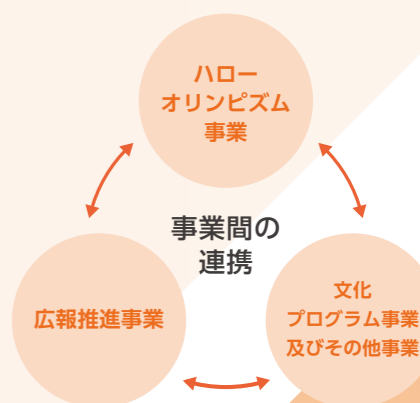 ハロー
オリンピズム
事業
事業間の
連携
広報推進事業
文化
プログラム事業
及びその他事業